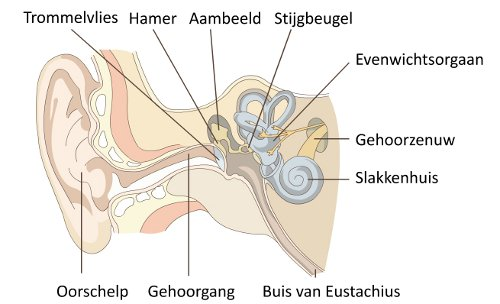 Trommelvlies Hamer Aambeeld Stijgbeugel
Evenwichtsorgaan
Gehoorzenuw
Slakkenhuis
Oorschelp Gehoorgang Buis van Eustachius